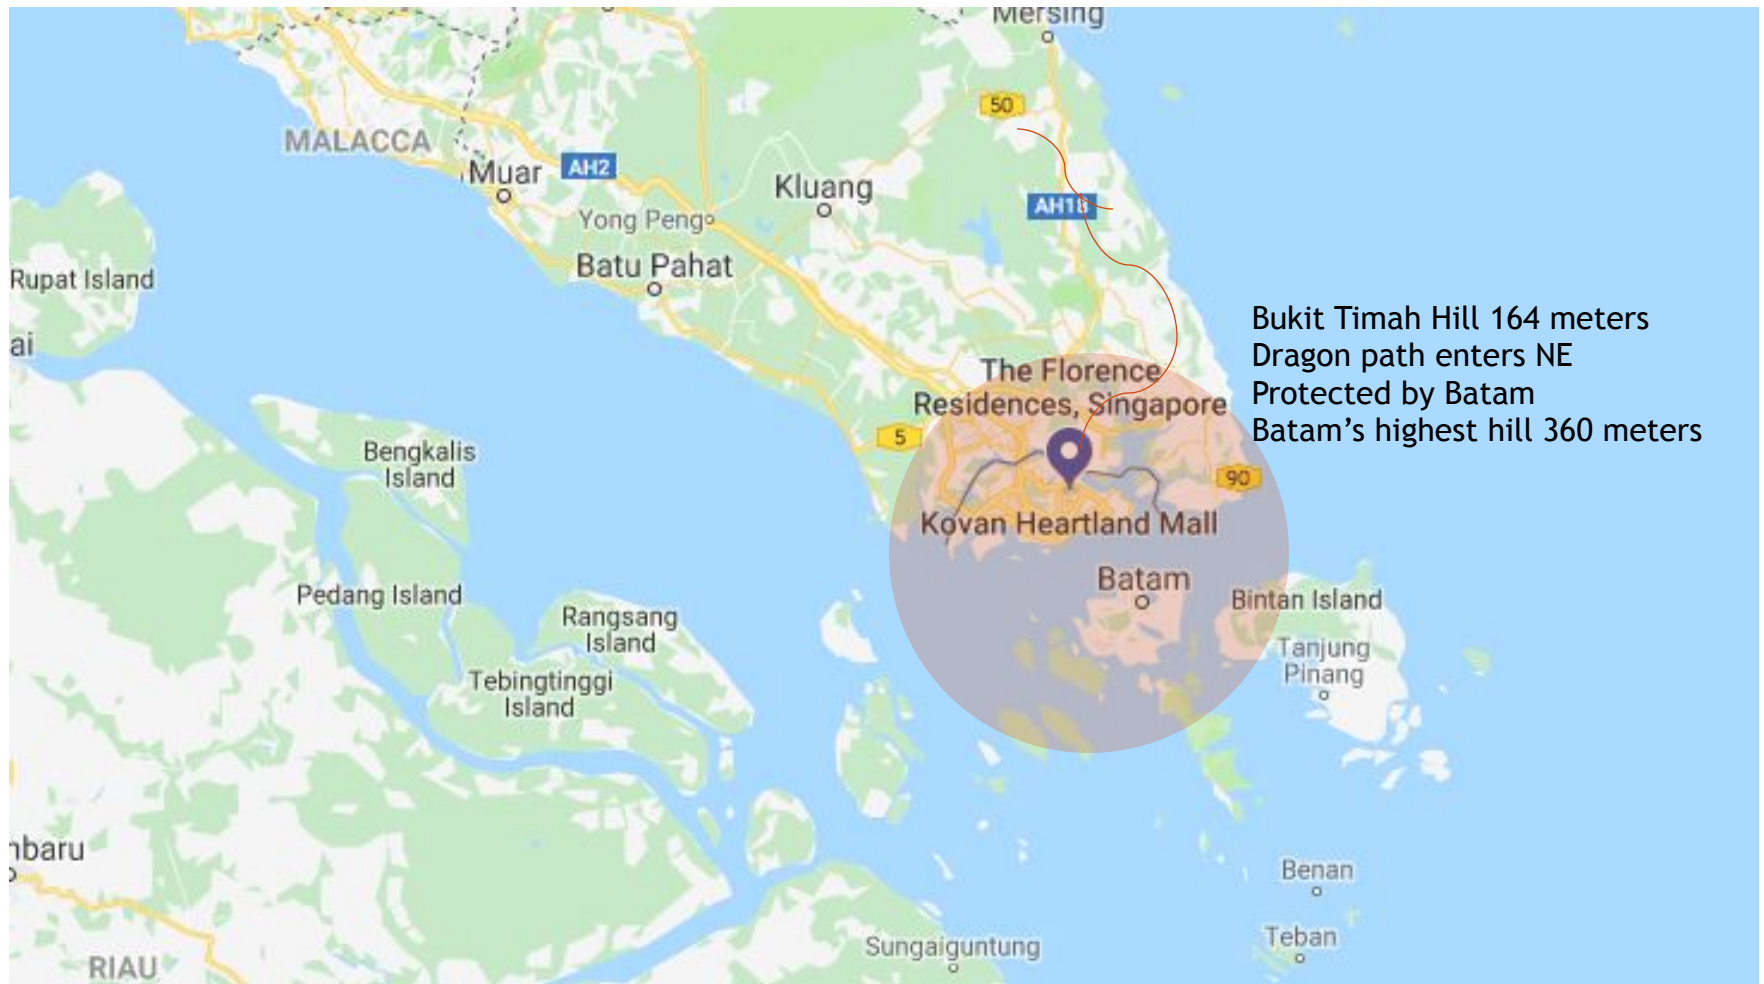 Mersing
50
MALACCA
Muar
AH2
Kluang
AH18
Yong Peng
Batu Pahat
Rupat Island
ai
Bukit Timah Hill 164 meters
Dragon path enters NE
Protected by Batam
Batam’s highest hill 360 meters
The Florence
Residences, Singapore
5
Bengkalis
Island
90
Kovan Heartland Mall
Batam
Pedang Island
Rangsang
Island
Bintan Island
Tanjung
Pinang
Tebingtinggi
Island
nbaru
Benan
Teban
Sungaiguntung
RIAU